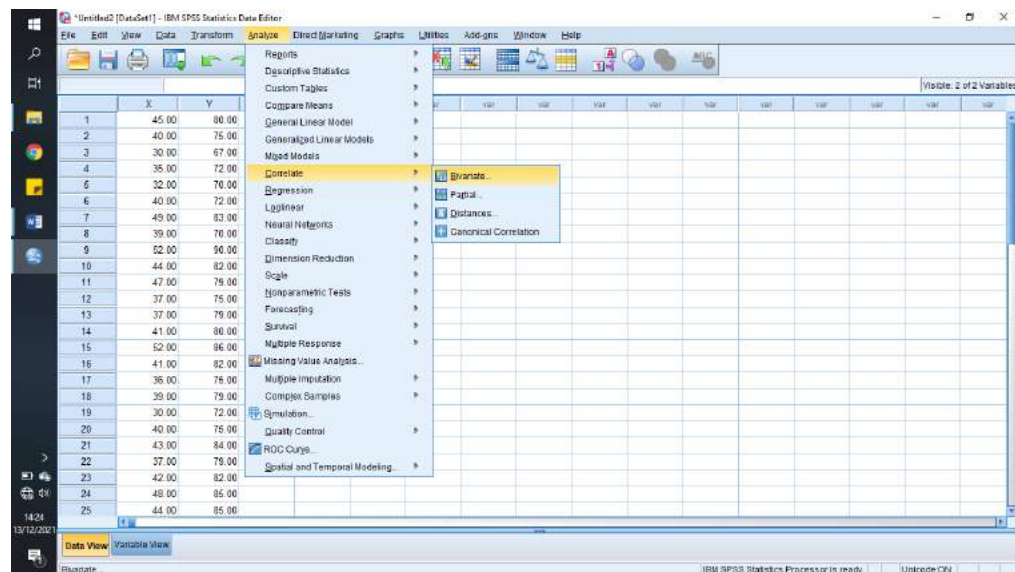 *Untitled2 [DataSet1] - IBM SPSS Statistics Data Editor
File Edit View Data Transform Analyze Direct Marketing Graphs Utilities Add-ons Window Help
Visible: 2 of 2 Variables
Reports
Descriptive Statistics
Custom Tables
Compare Means
General Linear Model
Generalized Linear Models
Mixed Models
Correlate
Regression
Loglinear
Neural Networks
Classify
Dimension Reduction
Scale
Nonparametric Tests
Forecasting
Survival
Multiple Response
Missing Value Analysis...
Multiple Imputation
Complex Samples
Simulation...
Quality Control
ROC Curve...
Spatial and Temporal Modeling...
Bivariate...
Partial...
Distances...
Canonical Correlation
X Y var var var var var var var var var
1 45.00 80.00
2 40.00 75.00
3 30.00 67.00
4 35.00 72.00
5 32.00 70.00
6 40.00 72.00
7 49.00 83.00
8 39.00 70.00
9 52.00 90.00
10 44.00 82.00
11 47.00 79.00
12 37.00 75.00
13 37.00 79.00
14 41.00 80.00
15 52.00 86.00
16 41.00 82.00
17 36.00 76.00
18 39.00 79.00
19 30.00 72.00
20 40.00 75.00
21 43.00 84.00
22 37.00 79.00
23 42.00 82.00
24 48.00 85.00
25 44.00 85.00
Data View Variable View
Bivariate
IBM SPSS Statistics Processor is ready Unicode:ON
14:24
13/12/2021